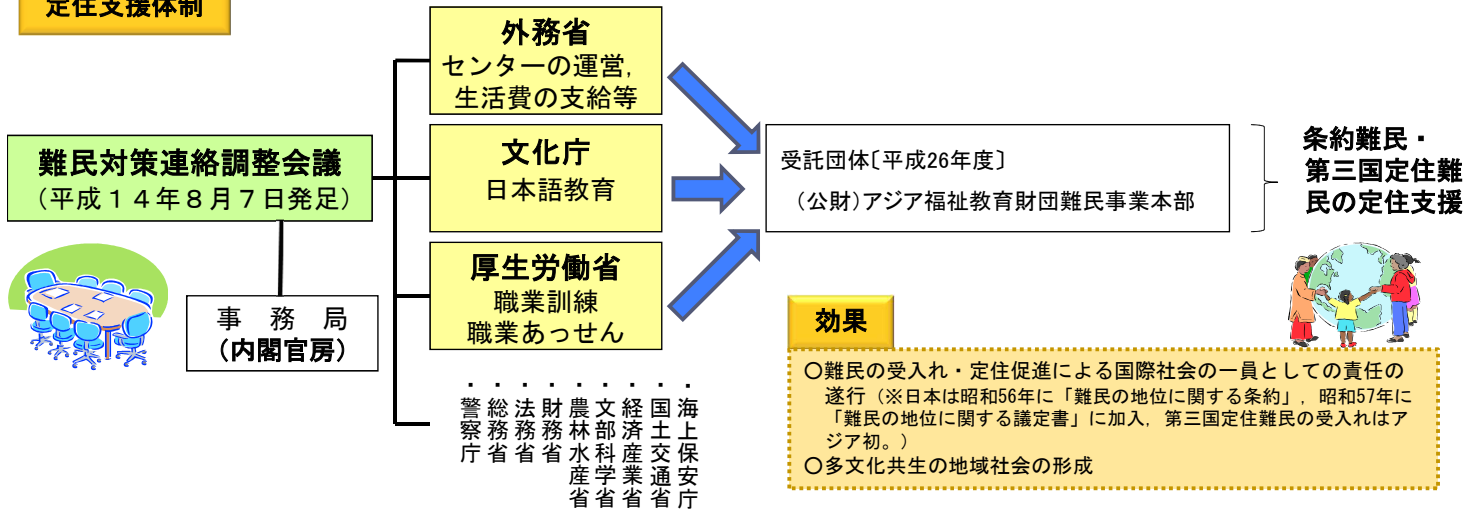 定住支援体制
難民対策連絡調整会議
（平成１４年８月７日発足）
事　務　局
（内閣官房）
外務省
センターの運営，
生活費の支給等
文化庁
日本語教育
厚生労働省
職業訓練
職業あっせん
・警察庁
・総務省
・法務省
・財務省
・農林水産省
・文部科学省
・経済産業省
・国土交通省
・海上保安庁
受託団体〔平成26年度〕
（公財）アジア福祉教育財団難民事業本部
条約難民・
第三国定住難
民の定住支援
効果
○難民の受入れ・定住促進による国際社会の一員としての責任の
遂行（※日本は昭和56年に「難民の地位に関する条約」，昭和57年に
「難民の地位に関する議定書」に加入，第三国定住難民の受入れはア
ジア初。）
○多文化共生の地域社会の形成